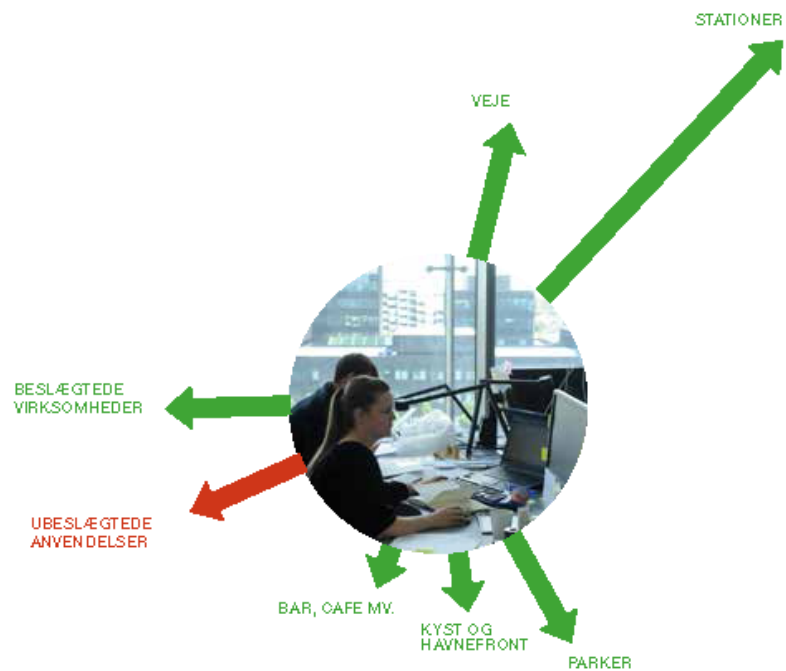 STATIONER
VEJE
BESLÆGTEDE
VIRKSOMHEDER
UBESLÆGTEDE
ANVENDELSER
BAR, CAFE MV.
KYST OG
HAVNEFRONT
PARKER